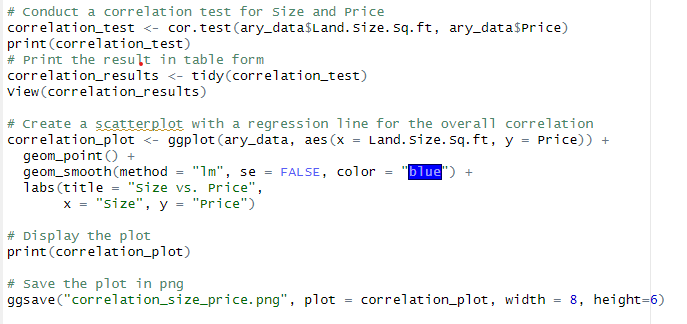 # Conduct a correlation test for Size and Price
correlation_test <- cor.test(ary_data$Land.Size.Sq.ft, ary_data$Price)
print(correlation_test)
# Print the result in table form
correlation_results <- tidy(correlation_test)
View(correlation_results)

# Create a scatterplot with a regression line for the overall correlation
correlation_plot <- ggplot(ary_data, aes(x = Land.Size.Sq.ft, y = Price)) +
  geom_point() +
  geom_smooth(method = "lm", se = FALSE, color = "blue") +
  labs(title = "Size vs. Price",
       x = "Size", y = "Price")

# Display the plot
print(correlation_plot)

# Save the plot in png
ggsave("correlation_size_price.png", plot = correlation_plot, width = 8, height=6)